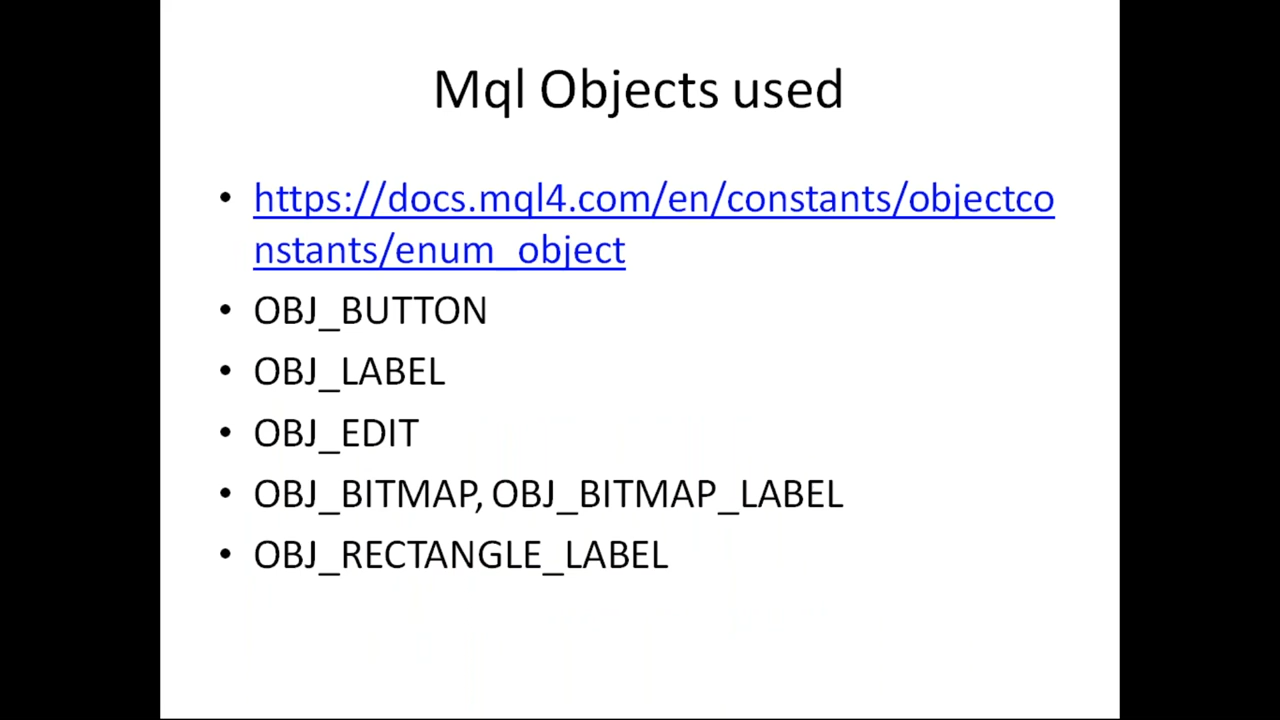 Mql Objects used
• https://docs.mql4.com/en/constants/objectco
nstants/enum_object
• OBJ_BUTTON
• OBJ_LABEL
• OBJ_EDIT
• OBJ_BITMAP, OBJ_BITMAP_LABEL
• OBJ_RECTANGLE_LABEL